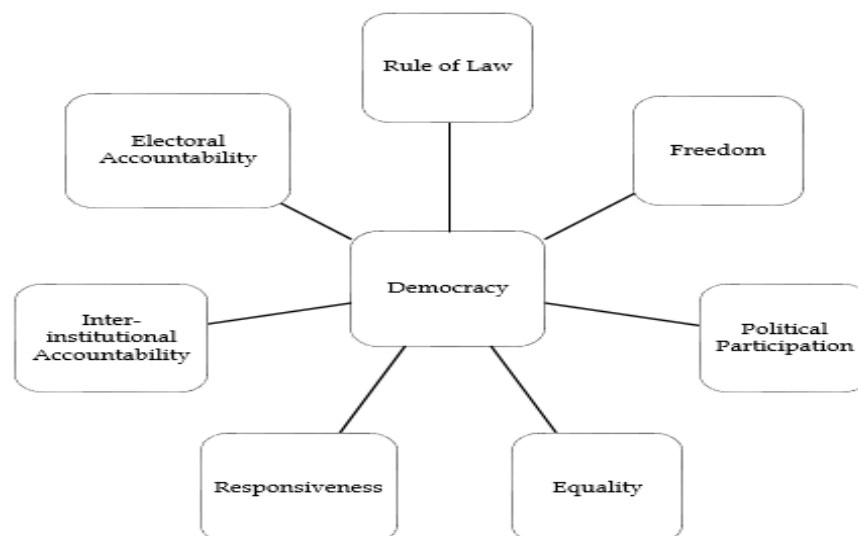 Rule of Law
Electoral
Accountability
Freedom
Democracy
Inter-
institutional
Accountability
Political
Participation
Responsiveness
Equality